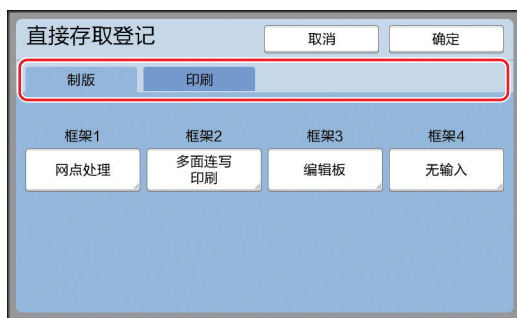 直接存取登记
取消
确定
制版
印刷
框架1
框架2
框架3
框架4
网点处理
多面连写
印刷
编辑板
无输入